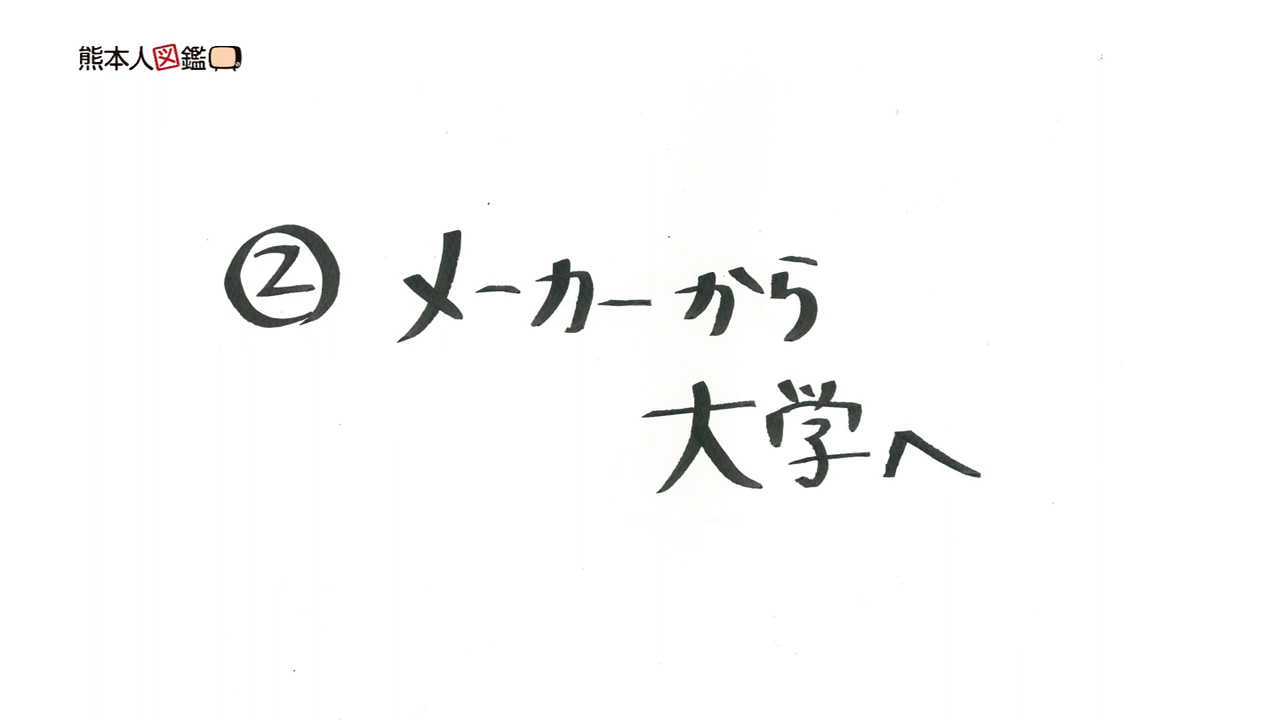 熊本人図鑑
② メーカーから
大学へ